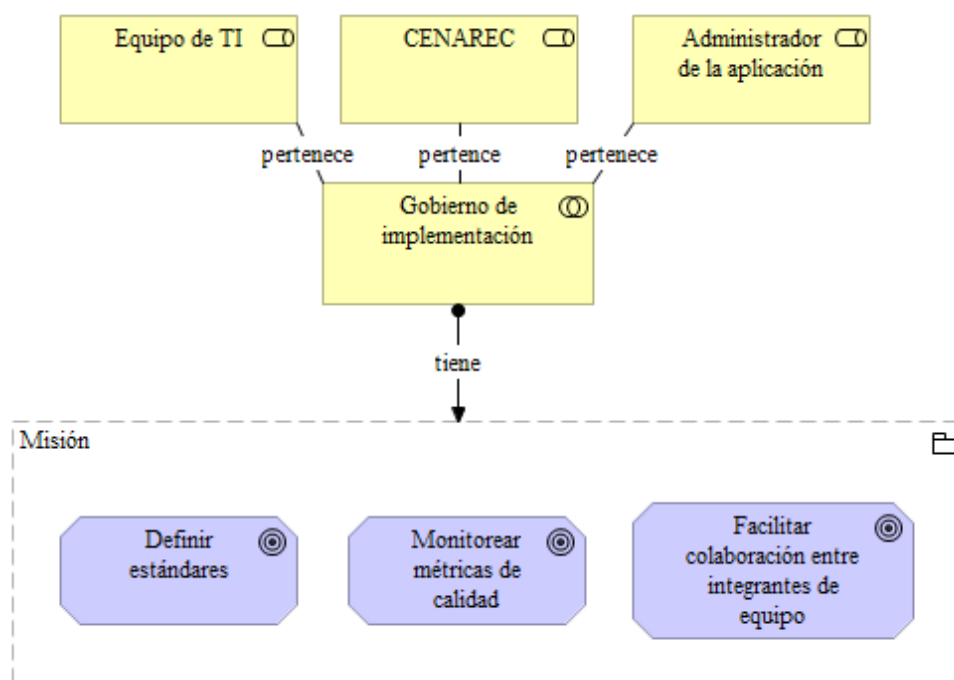 Equipo de TI
CENAREC
Administrador
de la aplicación
pertenece
pertence
pertenece
Gobierno de
implementación
tiene
Misión
Definir
estándares
Monitorear
métricas de
calidad
Facilitar
colaboración entre
integrantes de
equipo